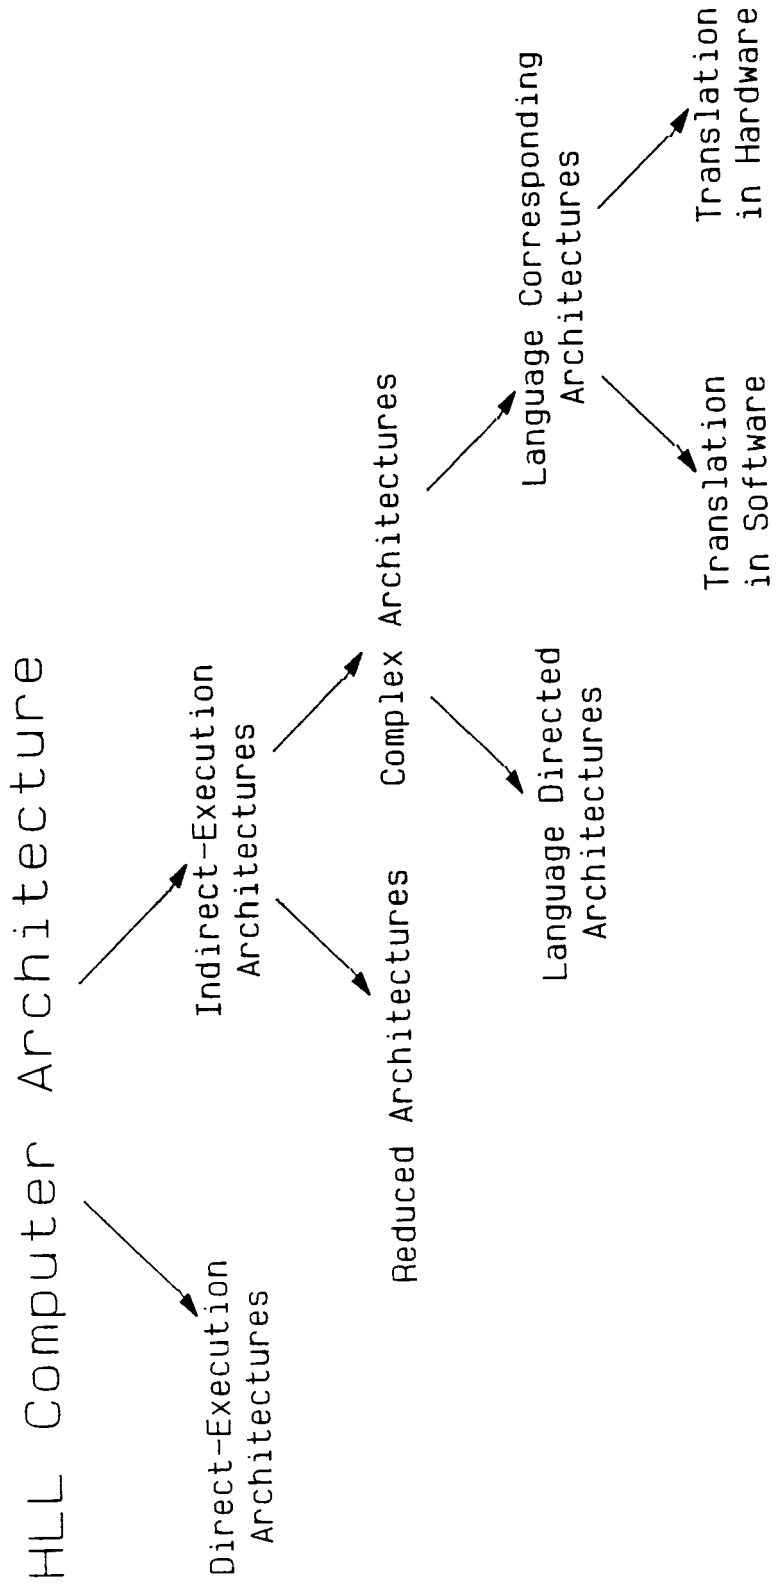 HLL Computer Architecture
Direct-Execution
Architectures
Indirect-Execution
Architectures
Reduced Architectures
Complex Architectures
Language Directed
Architectures
Language Corresponding
Architectures
Translation
in Software
Translation
in Hardware